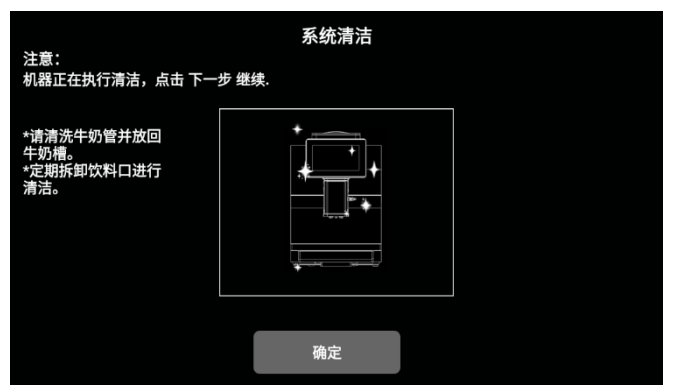 系统清洁
注意：
机器正在执行清洁，点击 下一步 继续.
*请清洗牛奶管并放回
牛奶槽。
*定期拆卸饮料口进行
清洁。
确定